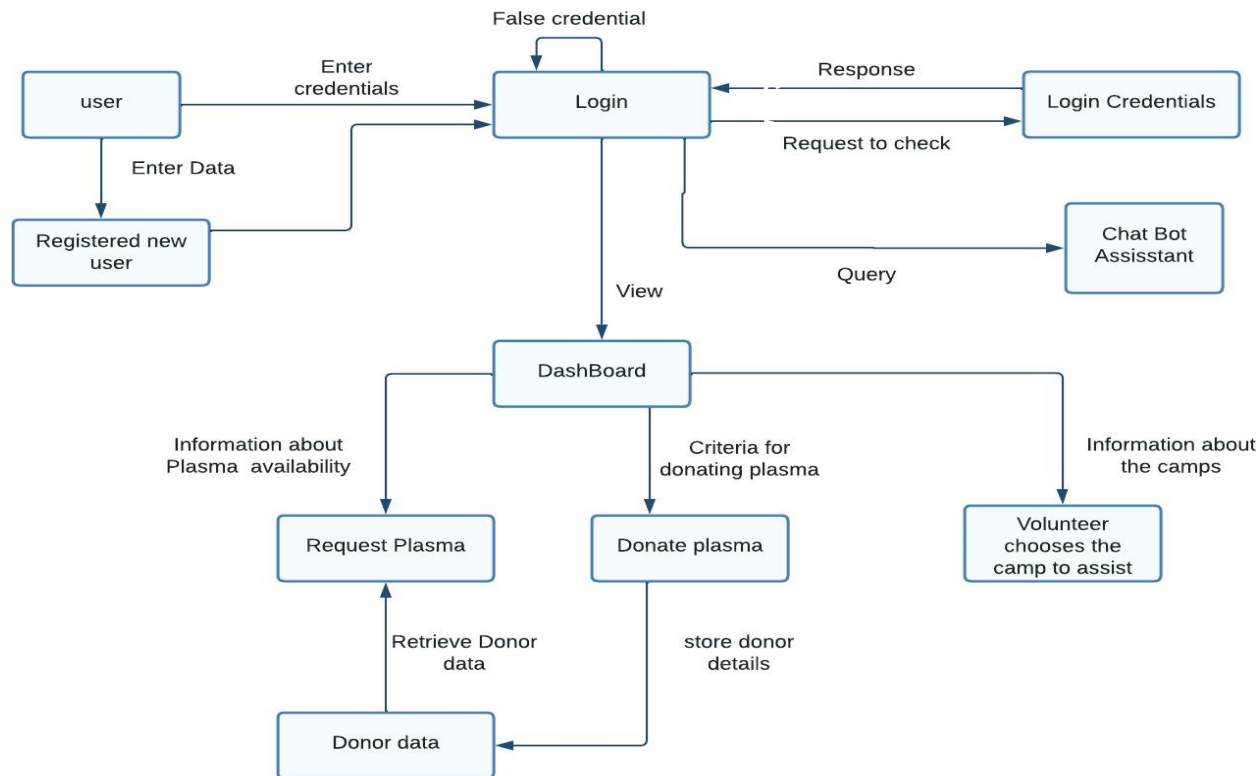 False credential
Enter
credentials
Response
user
Login
Login Credentials
Request to check
Enter Data
Registered new
user
Chat Bot
Assisstant
Query
View
DashBoard
Information about
Plasma availability
Criteria for
donating plasma
Information about
the camps
Request Plasma
Donate plasma
Volunteer
chooses the
camp to assist
Retrieve Donor
data
store donor
details
Donor data